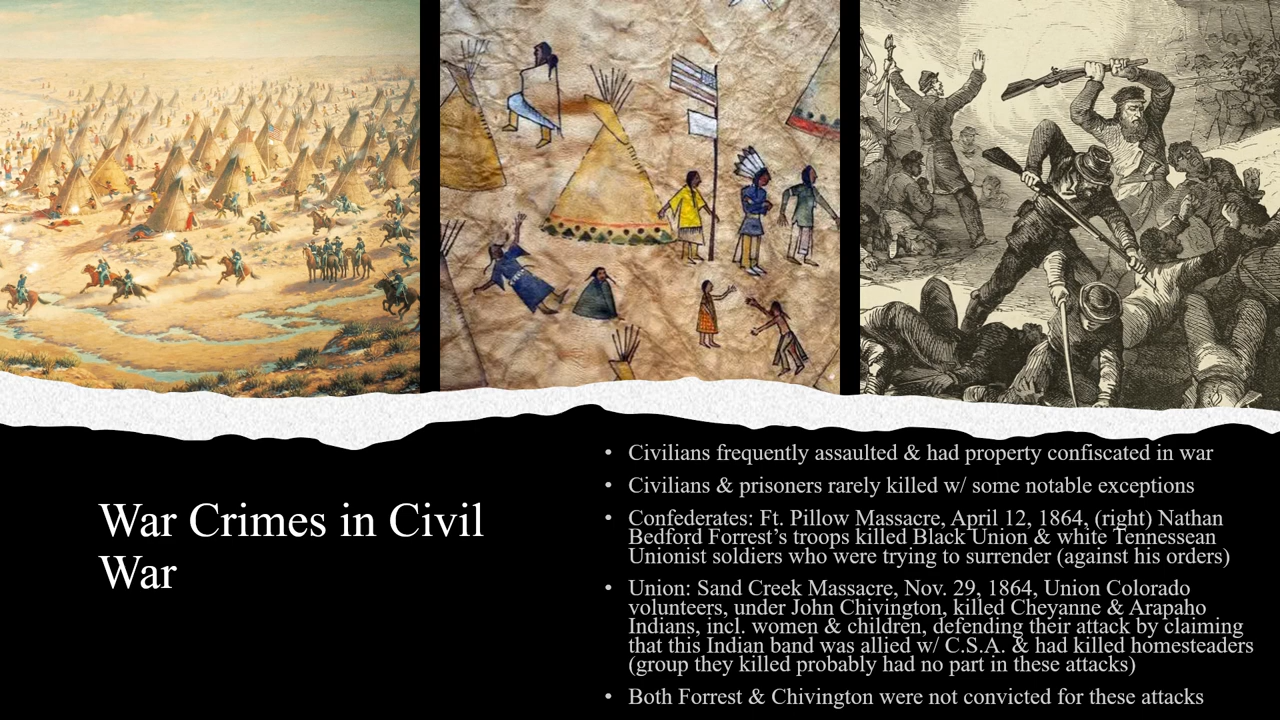 War Crimes in Civil
War
• Civilians frequently assaulted & had property confiscated in war
• Civilians & prisoners rarely killed w/ some notable exceptions
• Confederates: Ft. Pillow Massacre, April 12, 1864, (right) Nathan
Bedford Forrest’s troops killed Black Union & white Tennessean
Unionist soldiers who were trying to surrender (against his orders)
• Union: Sand Creek Massacre, Nov. 29, 1864, Union Colorado
volunteers, under John Chivington, killed Cheyanne & Arapaho
Indians, incl. women & children, defending their attack by claiming
that this Indian band was allied w/ C.S.A. & had killed homesteaders
(group they killed probably had no part in these attacks)
• Both Forrest & Chivington were not convicted for these attacks